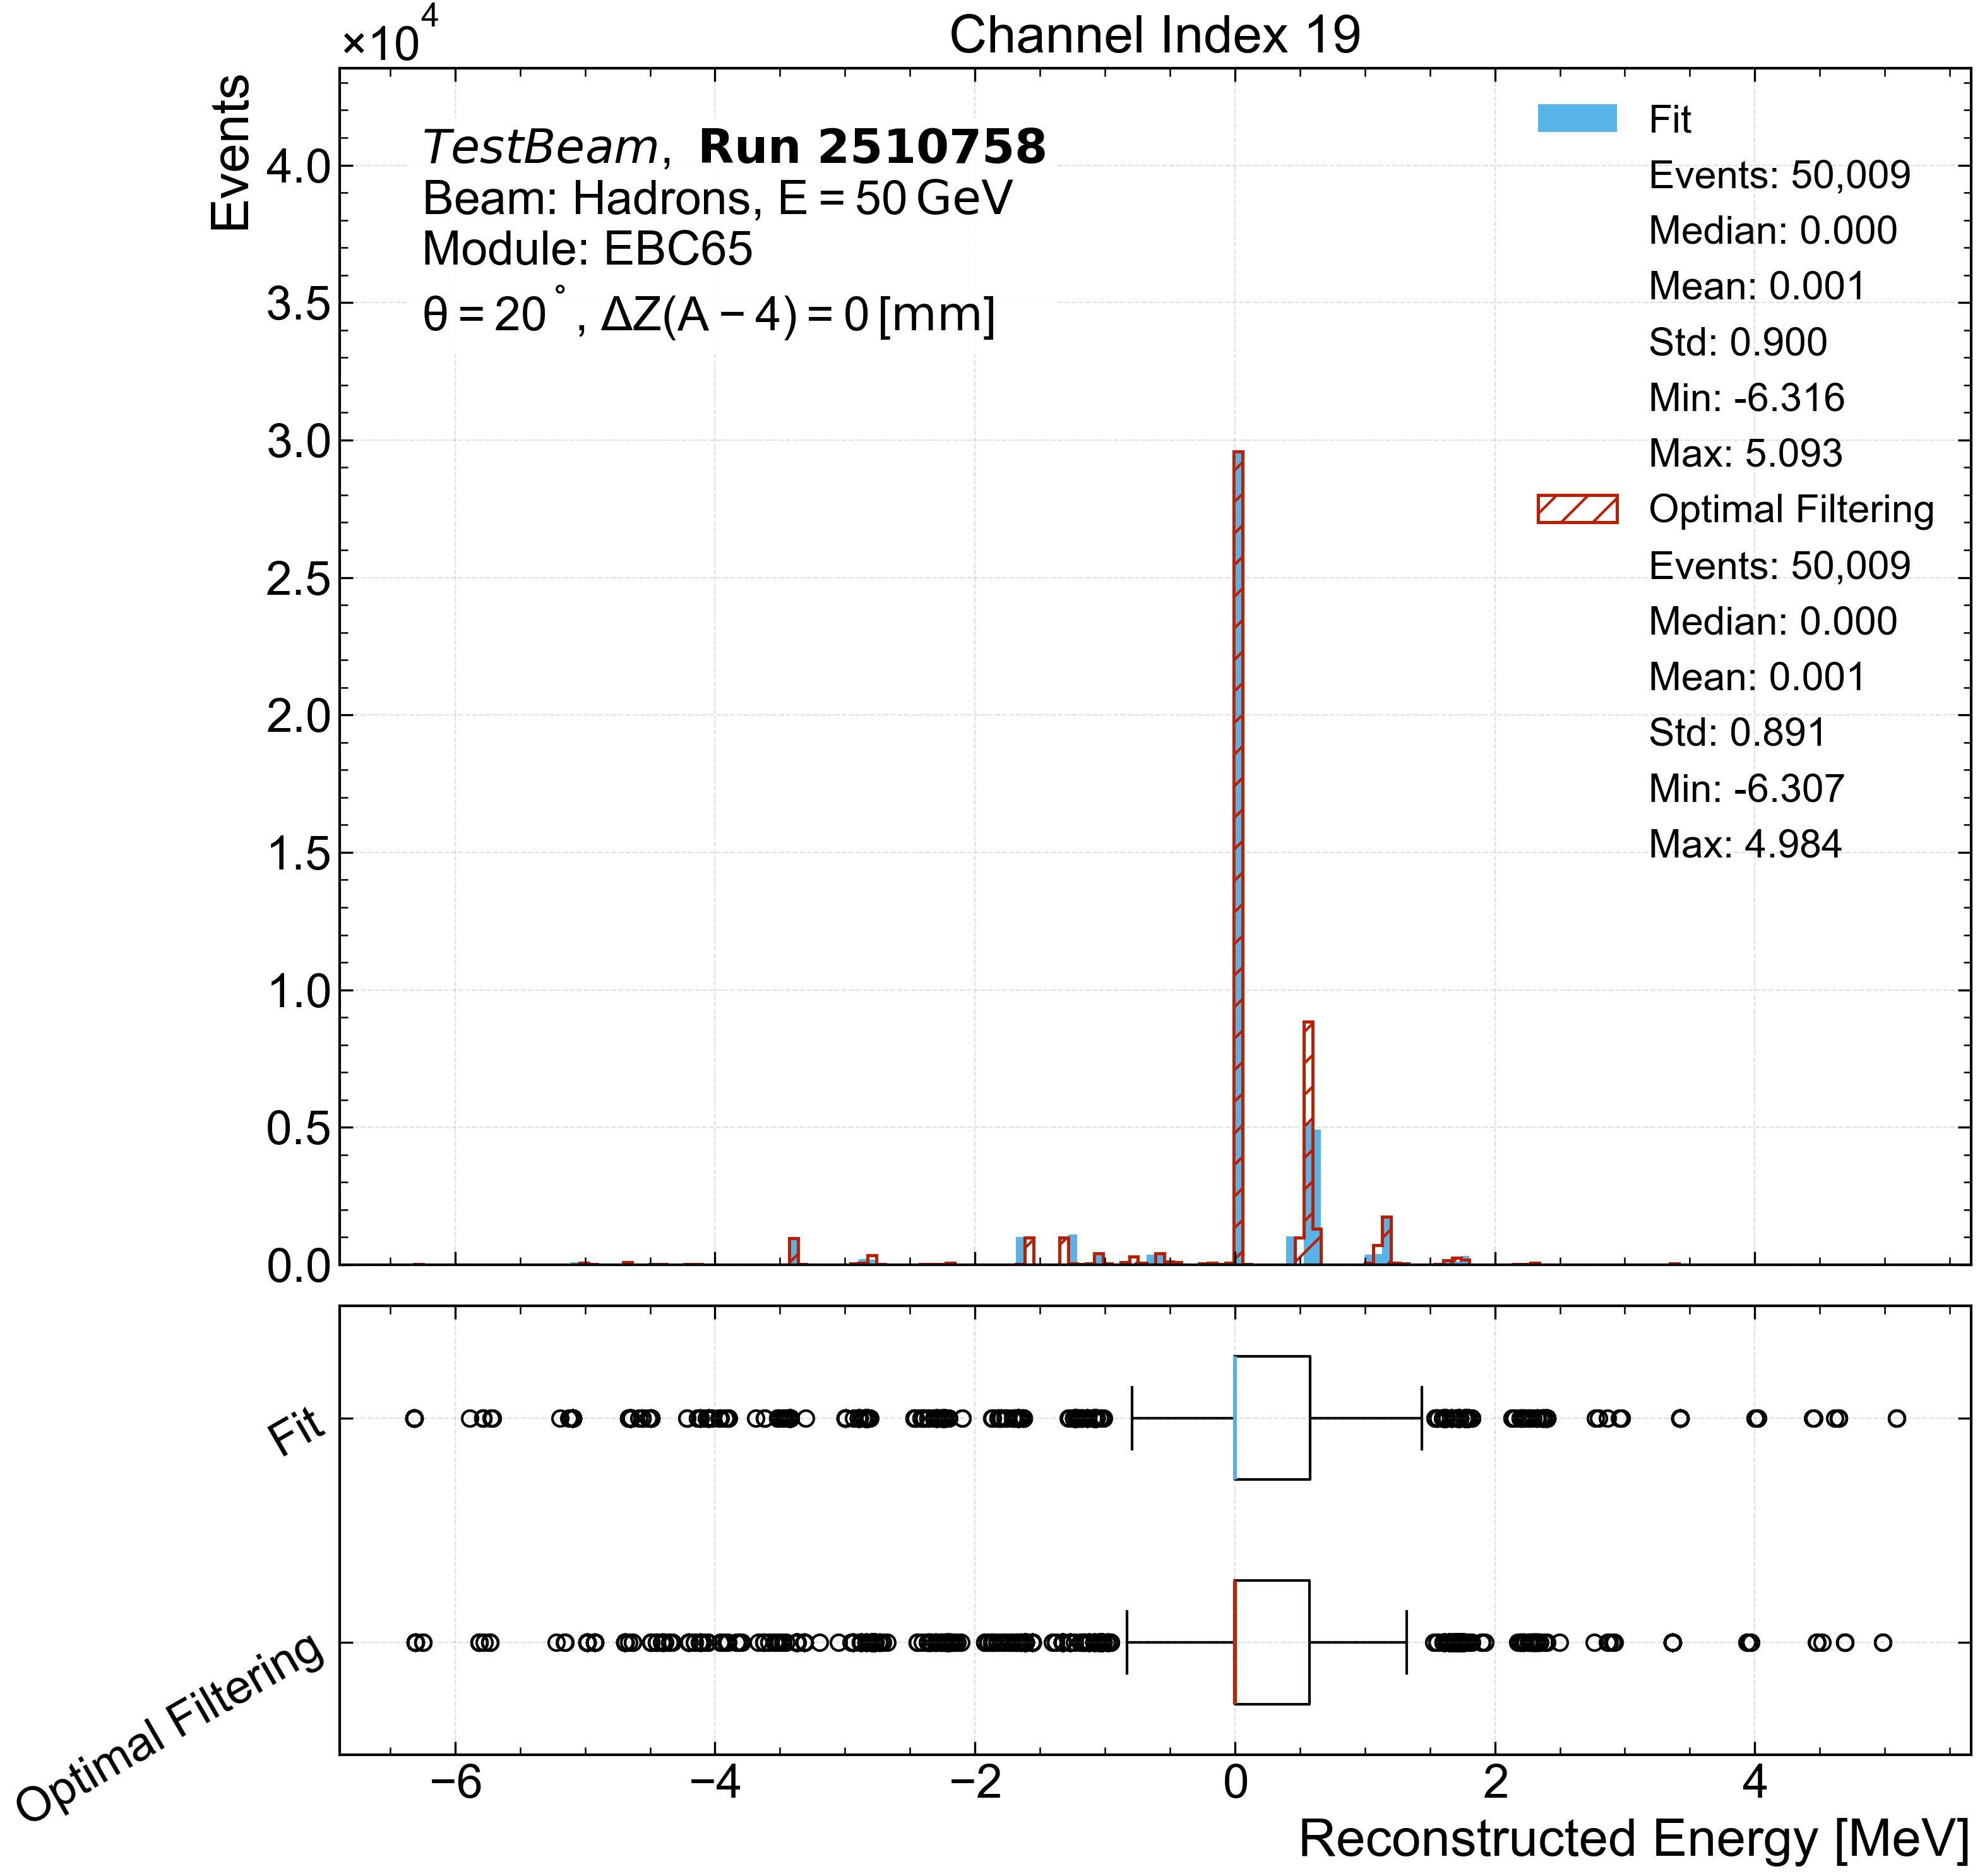 Channel Index 19
×10⁴
Events
TestBeam, Run 2510758
Beam: Hadrons, E = 50 GeV
Module: EBC65
θ = 20°, ΔZ(A − 4) = 0 [mm]
Fit
Events: 50,009
Median: 0.000
Mean: 0.001
Std: 0.900
Min: -6.316
Max: 5.093
Optimal Filtering
Events: 50,009
Median: 0.000
Mean: 0.001
Std: 0.891
Min: -6.307
Max: 4.984
4.0
3.5
3.0
2.5
2.0
1.5
1.0
0.5
0.0
Fit
Optimal Filtering
−6 −4 −2 0 2 4
Reconstructed Energy [MeV]